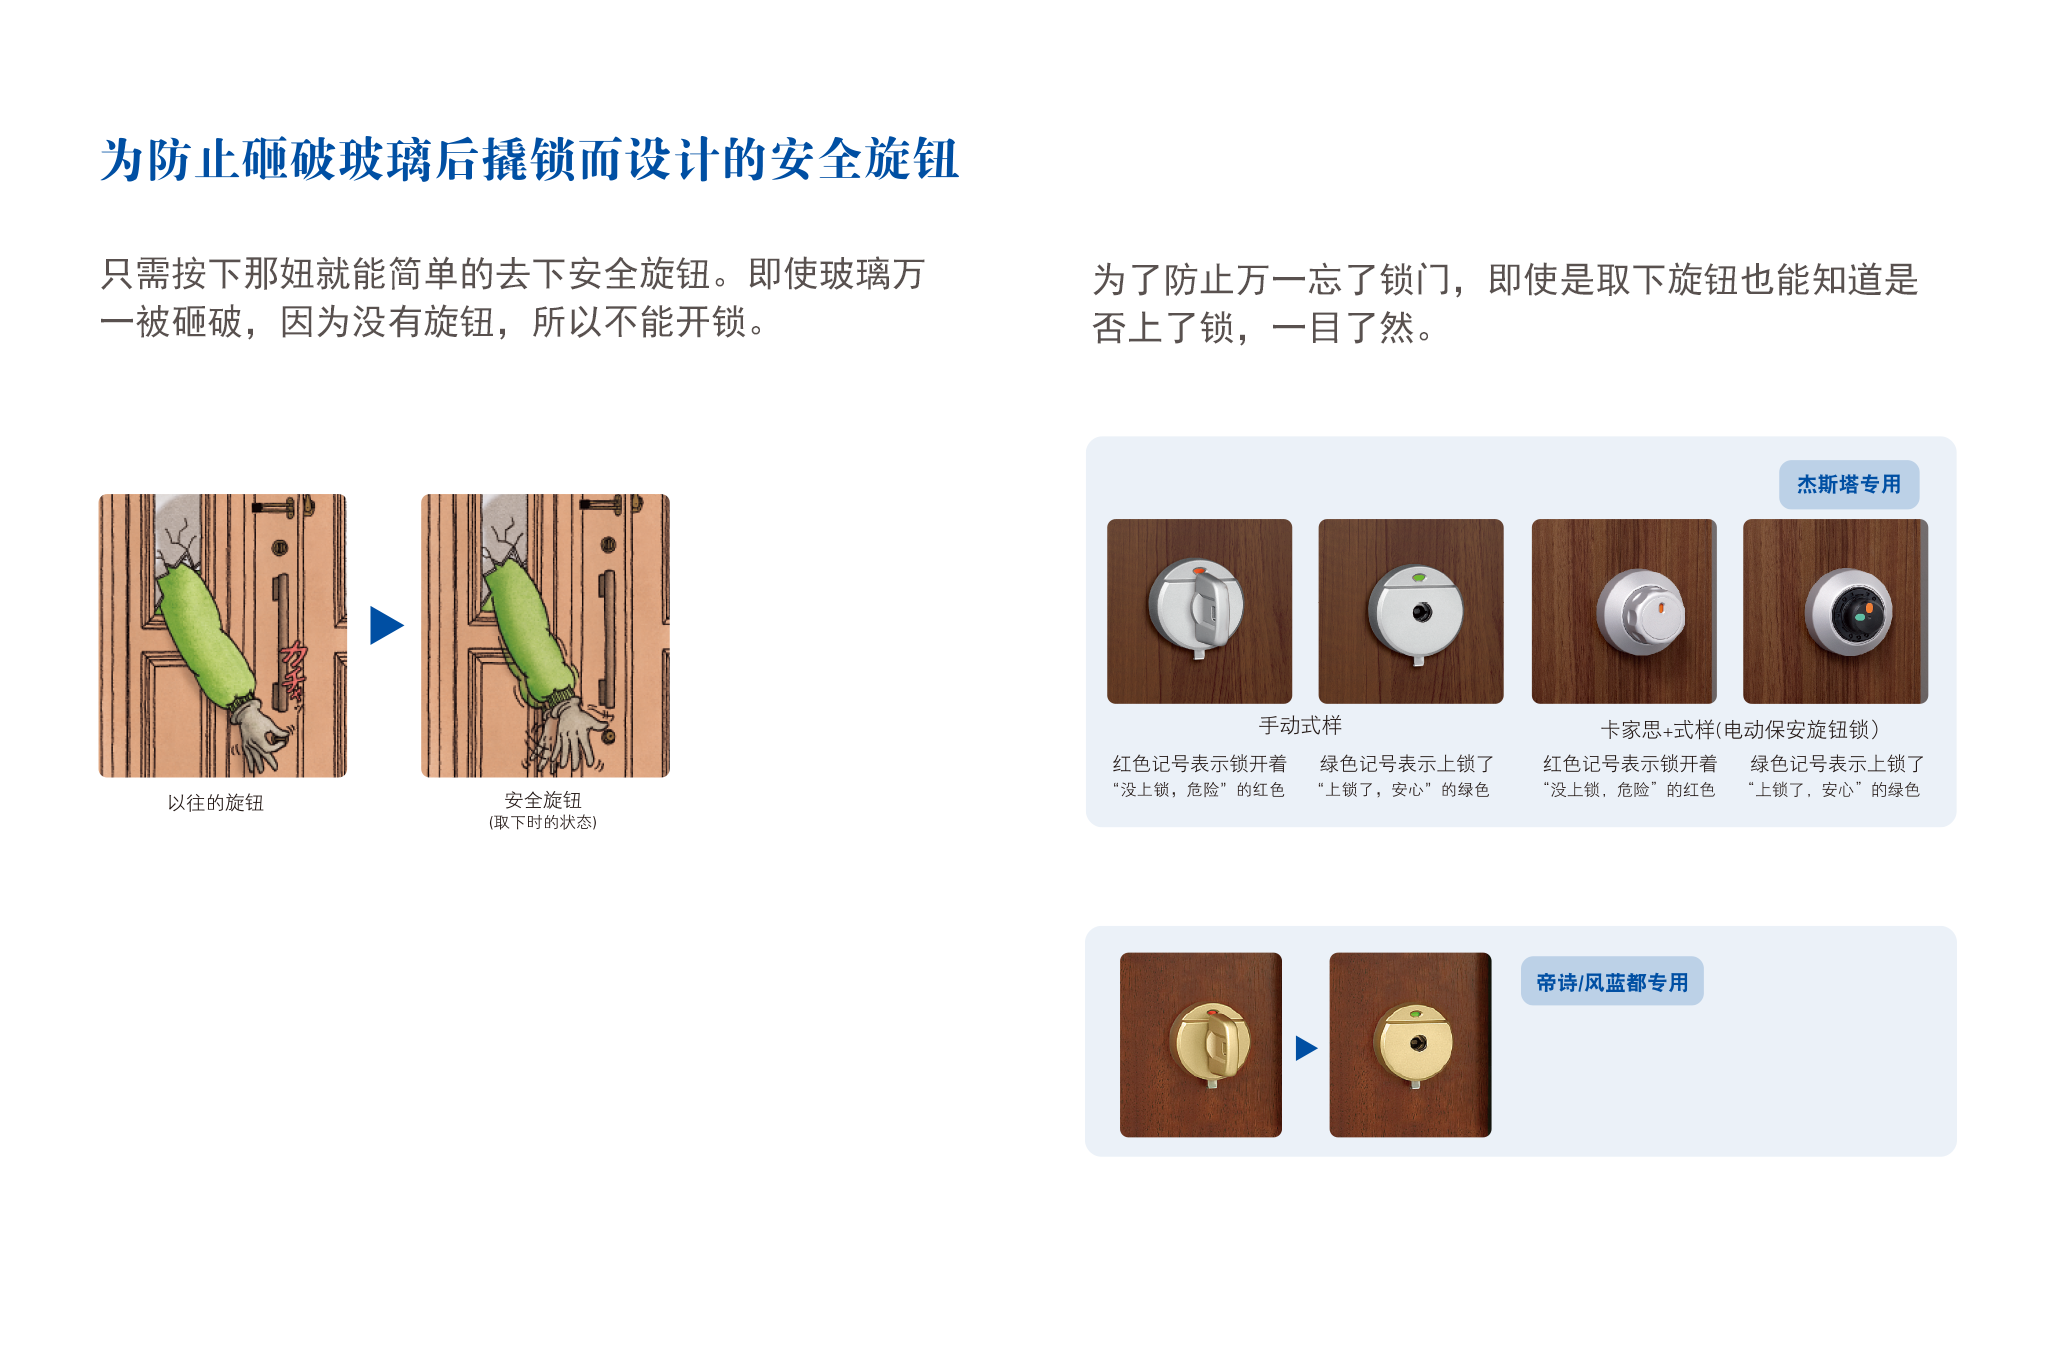 为防止砸破玻璃后撬锁而设计的安全旋钮
只需按下那妞就能简单的去下安全旋钮。即使玻璃万
一被砸破，因为没有旋钮，所以不能开锁。
カチャッ
以往的旋钮
安全旋钮
(取下时的状态)
为了防止万一忘了锁门，即使是取下旋钮也能知道是
否上了锁，一目了然。
杰斯塔专用
手动式样
卡家思+式样(电动保安旋钮锁）
红色记号表示锁开着
“没上锁，危险”的红色
绿色记号表示上锁了
“上锁了，安心”的绿色
红色记号表示锁开着
“没上锁，危险”的红色
绿色记号表示上锁了
“上锁了，安心”的绿色
帝诗/风蓝都专用